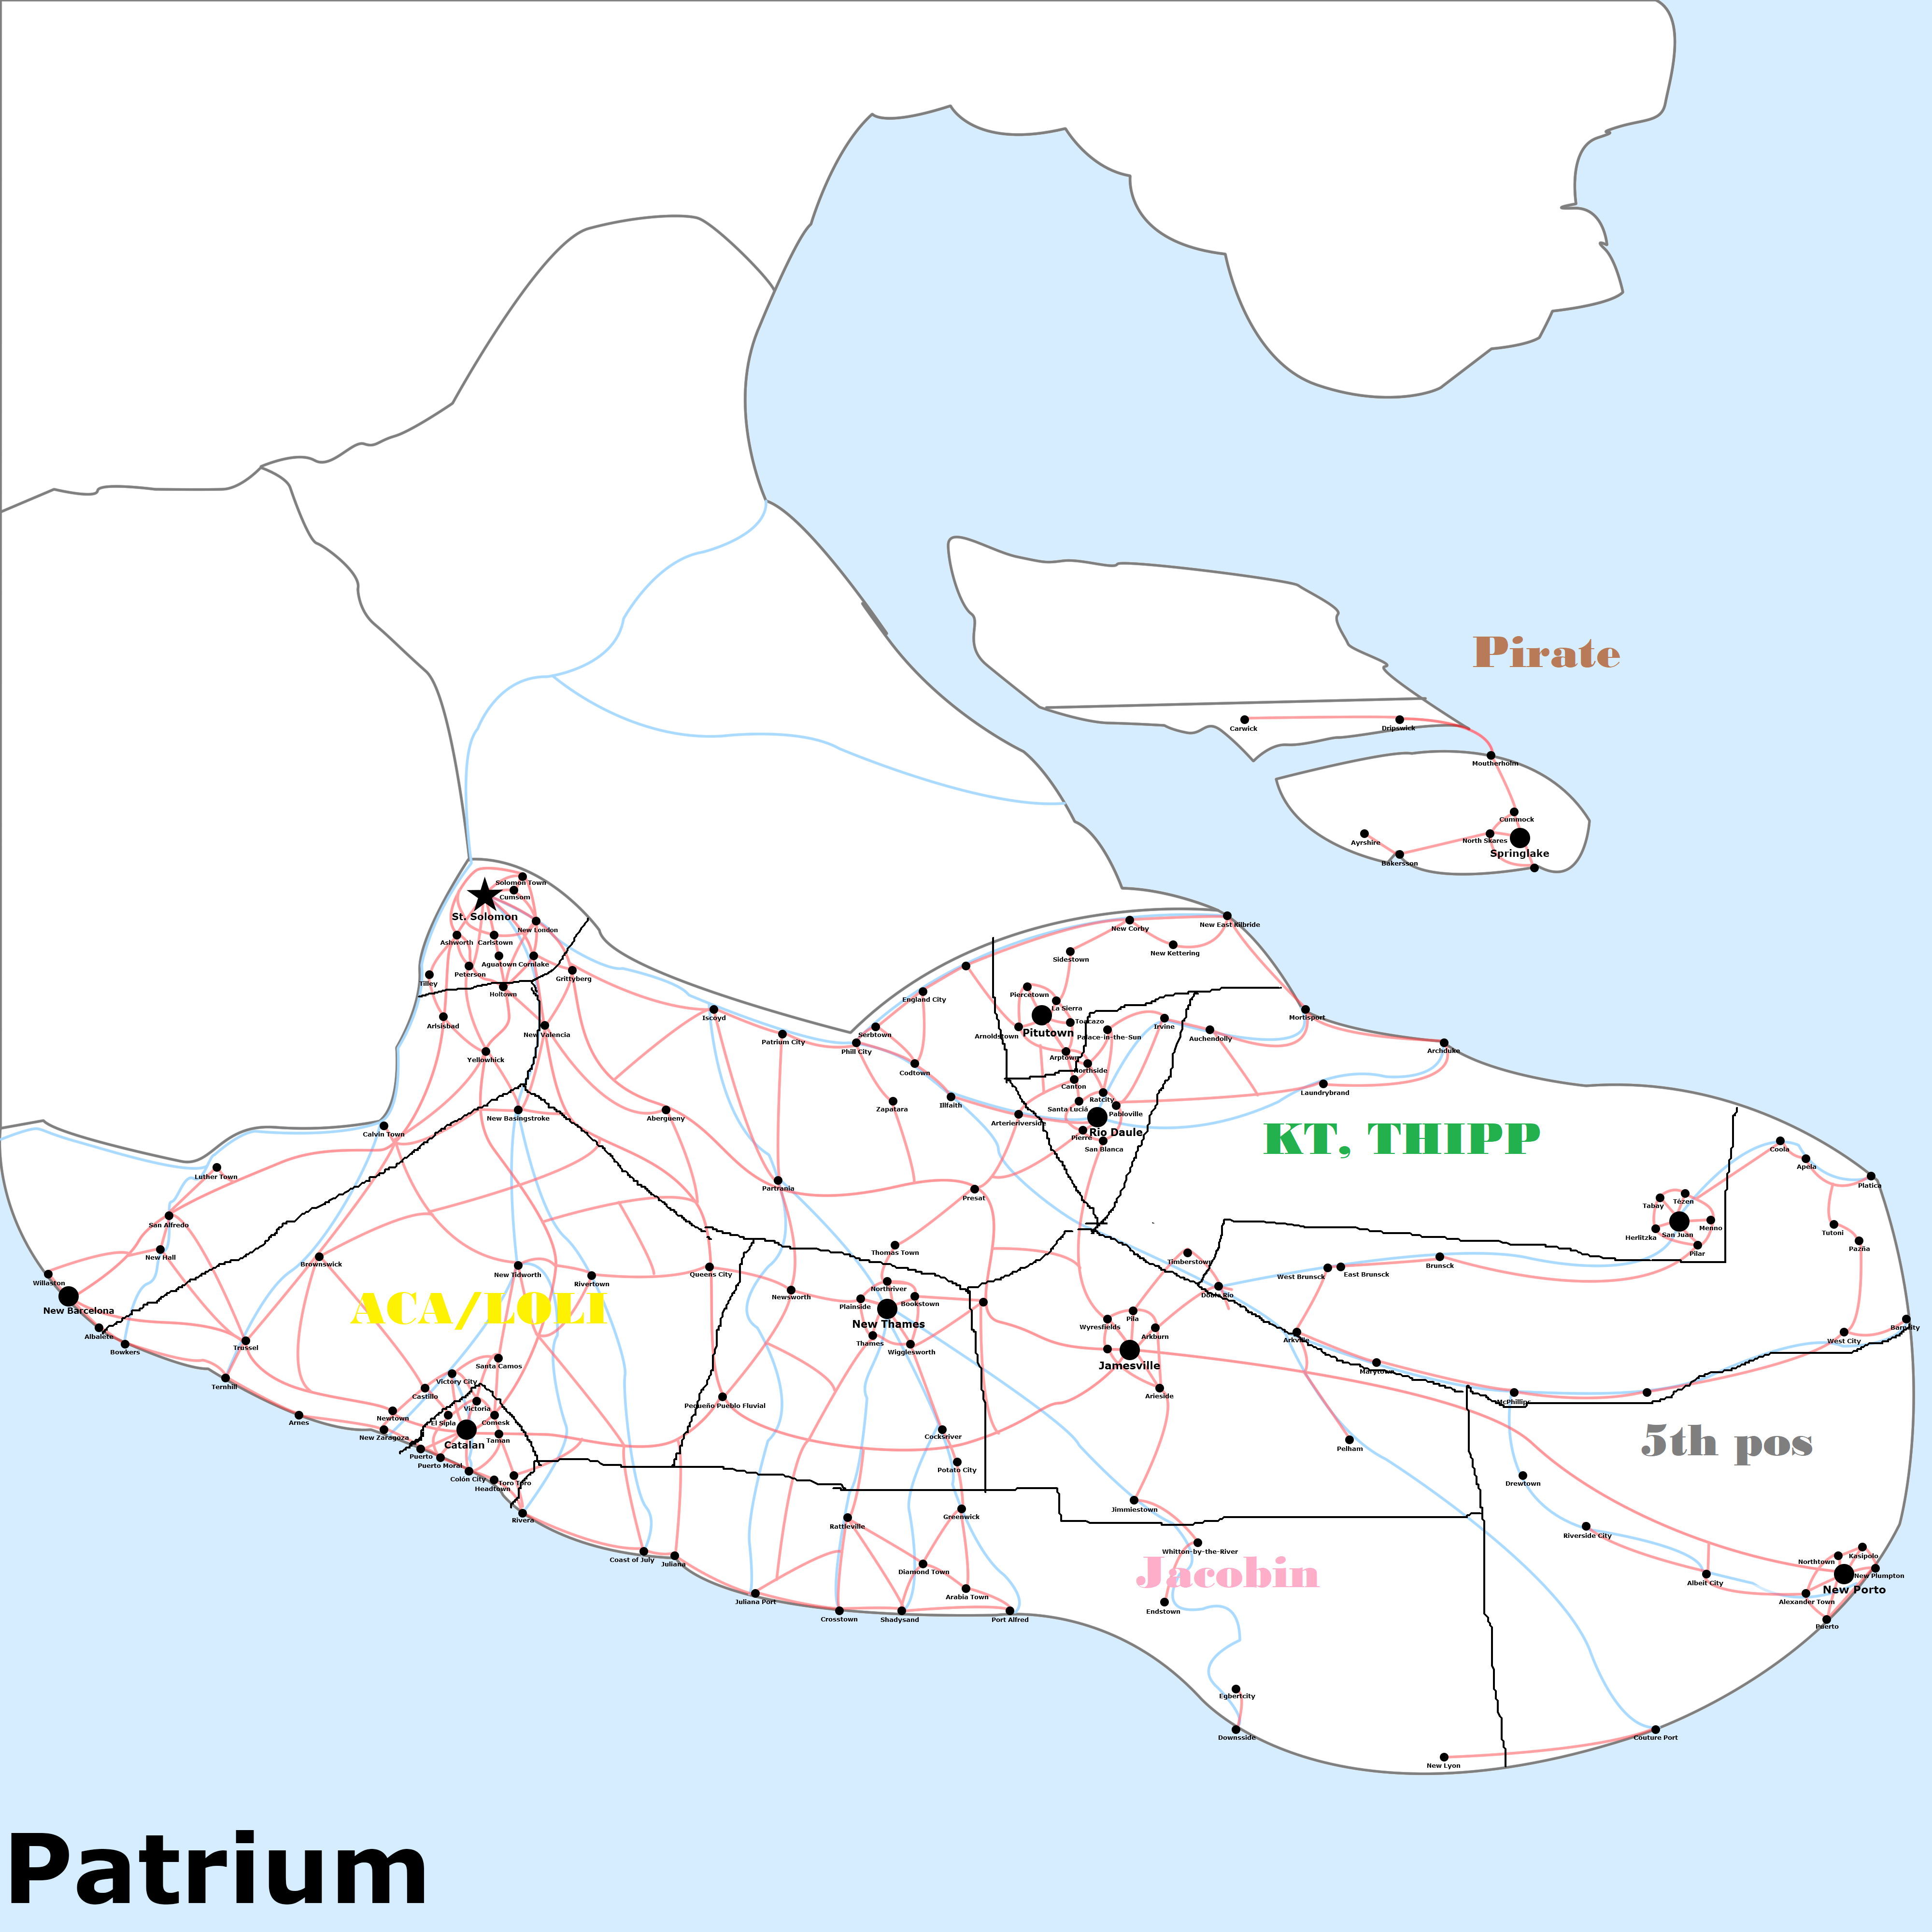 Pirate
Carwick
Dripswick
Moutherholm
Cummock
Ayrshire
North Skares
Bakersson
Springlake
Solomon Town
Cumsom
St. Solomon
New London
Ashworth
Carlstown
Aguatown
Cornlake
Peterson
Tilley
Grittyberg
Holtown
Arlsisbad
New Valencia
Yellowhick
Iscoyd
Patrium City
Phill City
Serbtown
England City
Codtown
Illfaith
Zapatara
New Corby
New East Kilbride
New Kettering
Sidestown
Piercetown
La Sierra
Toacazo
Arnoldstown
Pitutown
Palace-in-the-Sun
Irvine
Auchendolly
Mortisport
Archduke
Arptown
Northside
Canton
Ratcity
Santa Luciá
Pabloville
Arterieriverside
Pierre
Rio Daule
San Blanca
Laundrybrand
KT, THIPP
New Basingstroke
Abergueny
Calvin Town
Luther Town
San Alfredo
New Hall
Willaston
New Barcelona
Albalete
Bowkers
Trussel
Ternhill
Brownswick
Partrania
Presat
Thomas Town
New Tidworth
Rivertown
Queens City
Newsworth
Northriver
Plainside
Bookstown
New Thames
Thames
Wigglesworth
ACA/LOLI
Timberstown
Doble Rio
West Brunsck
East Brunsck
Brunsck
Coola
Apela
Platica
Tabay
Tezen
Menno
Herlitzka
San Juan
Pilar
Tutoni
Pazña
Wyresfields
Pila
Arkburn
Jamesville
Arieside
Arkville
Marytown
McPhillips
West City
Barncity
Santa Camos
Victory City
Castillo
Victoria
Newtown
El Sipla
Comesk
Ames
New Zaragoza
Catalan
Taman
Puerto
Puerto Moral
Colón City
Toro Toro
Headtown
Rivera
Pequeño Pueblo Fluvial
Cocksriver
Potato City
Pelham
5th pos
Drewtown
Rattleville
Greenwick
Jimmiestown
Whitton-by-the-River
Riverside City
Coast of July
Juliana
Diamond Town
Arabia Town
Jacobin
Endstown
Northtown
Kasipolo
Albeit City
New Plumpton
New Porto
Alexander Town
Puerto
Juliana Port
Crosstown
Shadysand
Port Alfred
Egbertcity
Downsside
Couture Port
New Lyon
Patrium